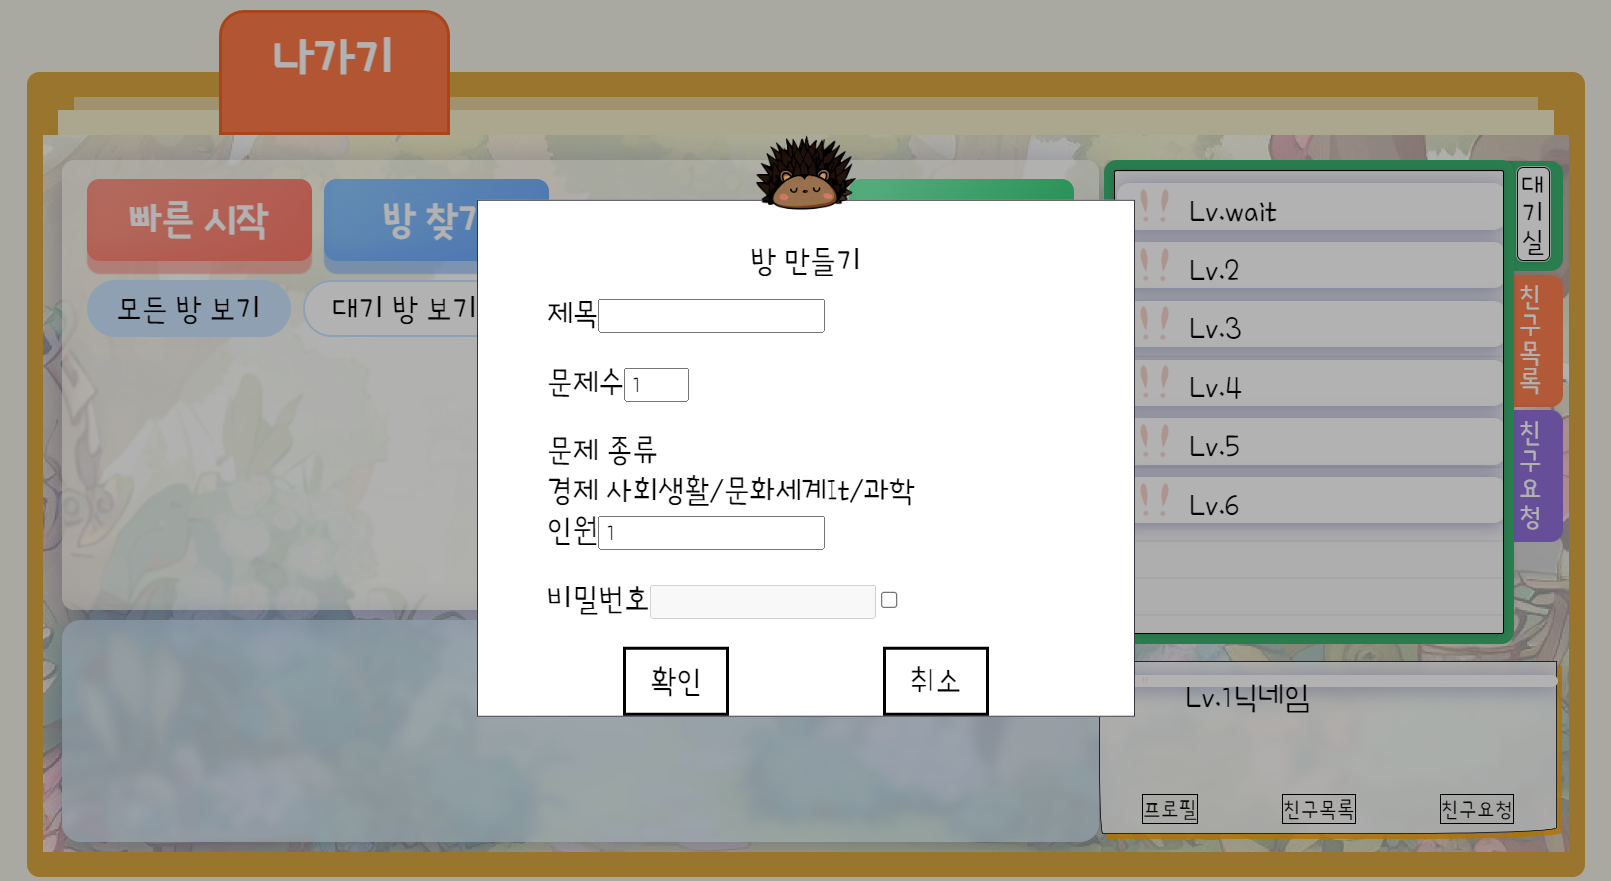 나가기
빠른 시작
방 찾기
모든 방 보기
대기 방 보기
방 만들기
제목
문제수 1
문제 종류
경제 사회생활/문화세계It/과학
인원 1
비밀번호
확인
취소
!! Lv.wait
!! Lv.2
!! Lv.3
!! Lv.4
!! Lv.5
!! Lv.6
대기실
친구목록
친구요청
Lv.1닉네임
프로필
친구목록
친구요청